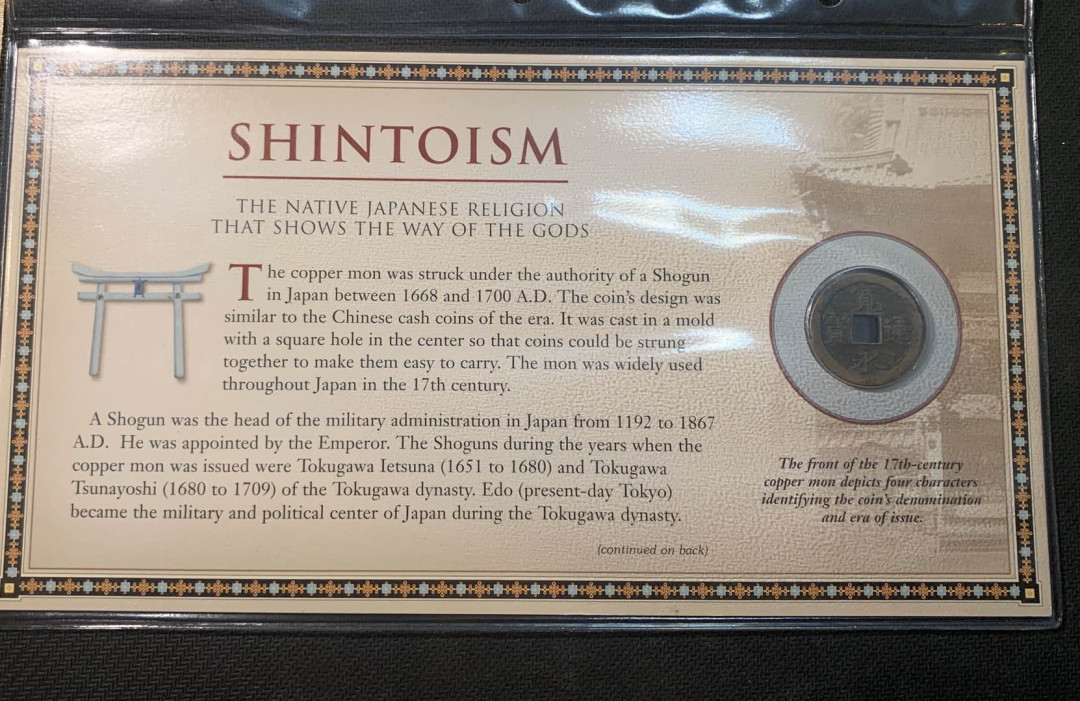 SHINTOISM
THE NATIVE JAPANESE RELIGION
THAT SHOWS THE WAY OF THE GODS
The copper mon was struck under the authority of a Shogun
in Japan between 1668 and 1700 A.D. The coin's design was
similar to the Chinese cash coins of the era. It was cast in a mold
with a square hole in the center so that coins could be strung
together to make them easy to carry. The mon was widely used
throughout Japan in the 17th century.
A Shogun was the head of the military administration in Japan from 1192 to 1867
A.D. He was appointed by the Emperor. The Shoguns during the years when the
copper mon was issued were Tokugawa Ietsuna (1651 to 1680) and Tokugawa
Tsunayoshi (1680 to 1709) of the Tokugawa dynasty. Edo (present-day Tokyo)
became the military and political center of Japan during the Tokugawa dynasty.
(continued on back)
寛永通寳
The front of the 17th-century
copper mon depicts four characters
identifying the coin's denomination
and era of issue.